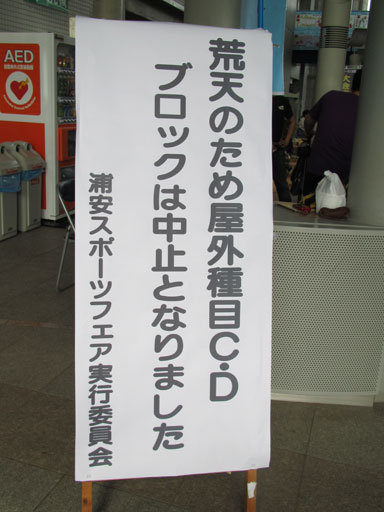 荒天のため屋外種目C・D
ブロックは中止となりました
浦安スポーツフェア実行委員会
AED